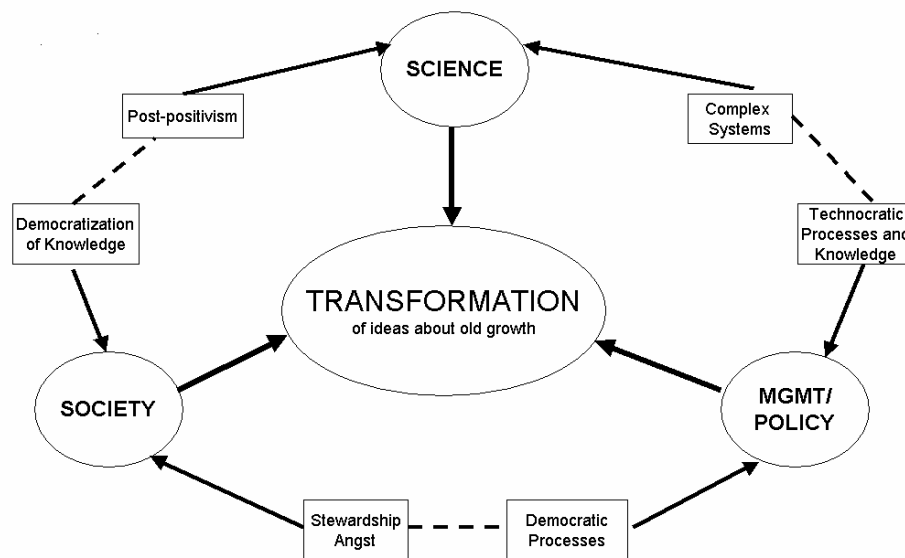 SCIENCE
Post-positivism
Complex
Systems
Democratization
of Knowledge
Technocratic
Processes and
Knowledge
TRANSFORMATION
of ideas about old growth
SOCIETY
MGMT/
POLICY
Stewardship
Angst
Democratic
Processes